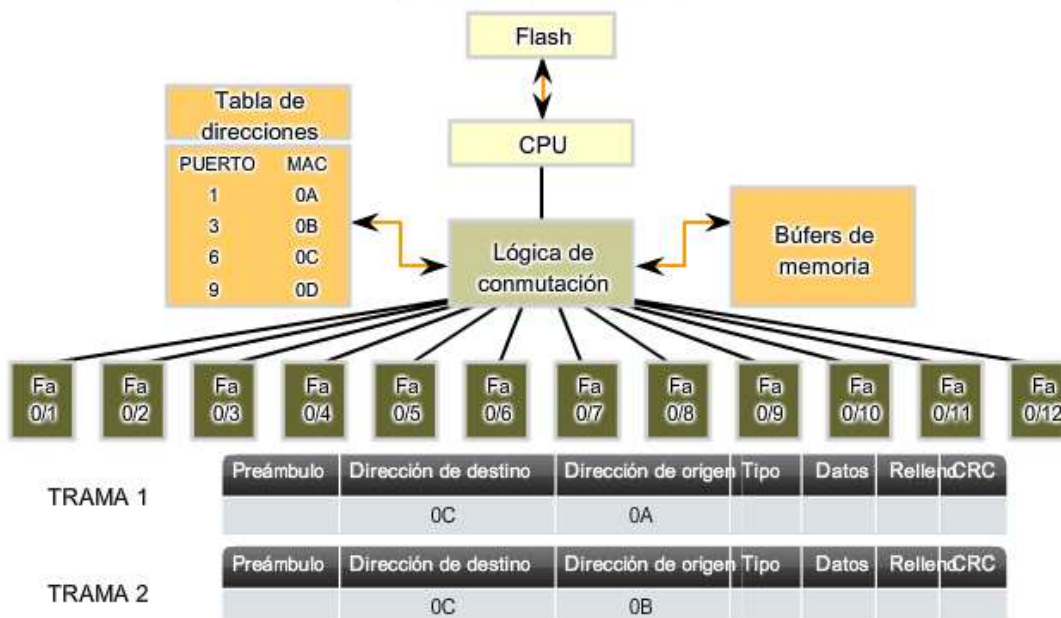 Flash
Tabla de
direcciones
CPU
PUERTO MAC
1 0A
3 0B
6 0C
9 0D
Lógica de
conmutación
Búfers de
memoria
Fa Fa Fa Fa Fa Fa Fa Fa Fa Fa Fa Fa
0/1 0/2 0/3 0/4 0/5 0/6 0/7 0/8 0/9 0/10 0/11 0/12
TRAMA 1
Preámbulo Dirección de destino Dirección de origen Tipo Datos Relleno CRC
0C 0A
TRAMA 2
Preámbulo Dirección de destino Dirección de origen Tipo Datos Relleno CRC
0C 0B